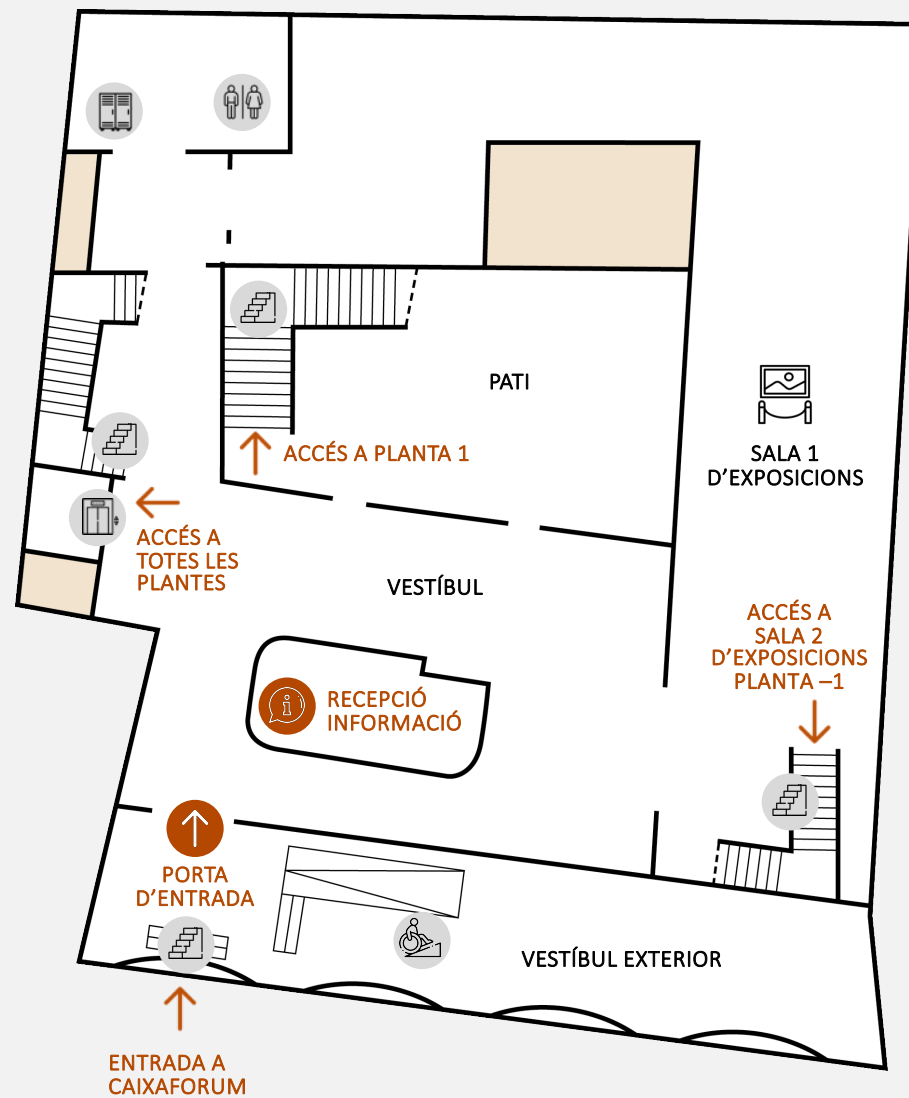 PATI
ACCÉS A PLANTA 1
SALA 1
D'EXPOSICIONS
ACCÉS A
TOTES LES
PLANTES
VESTÍBUL
ACCÉS A
SALA 2
D'EXPOSICIONS
PLANTA –1
RECEPCIÓ
INFORMACIÓ
PORTA
D'ENTRADA
VESTÍBUL EXTERIOR
ENTRADA A
CAIXAFORUM